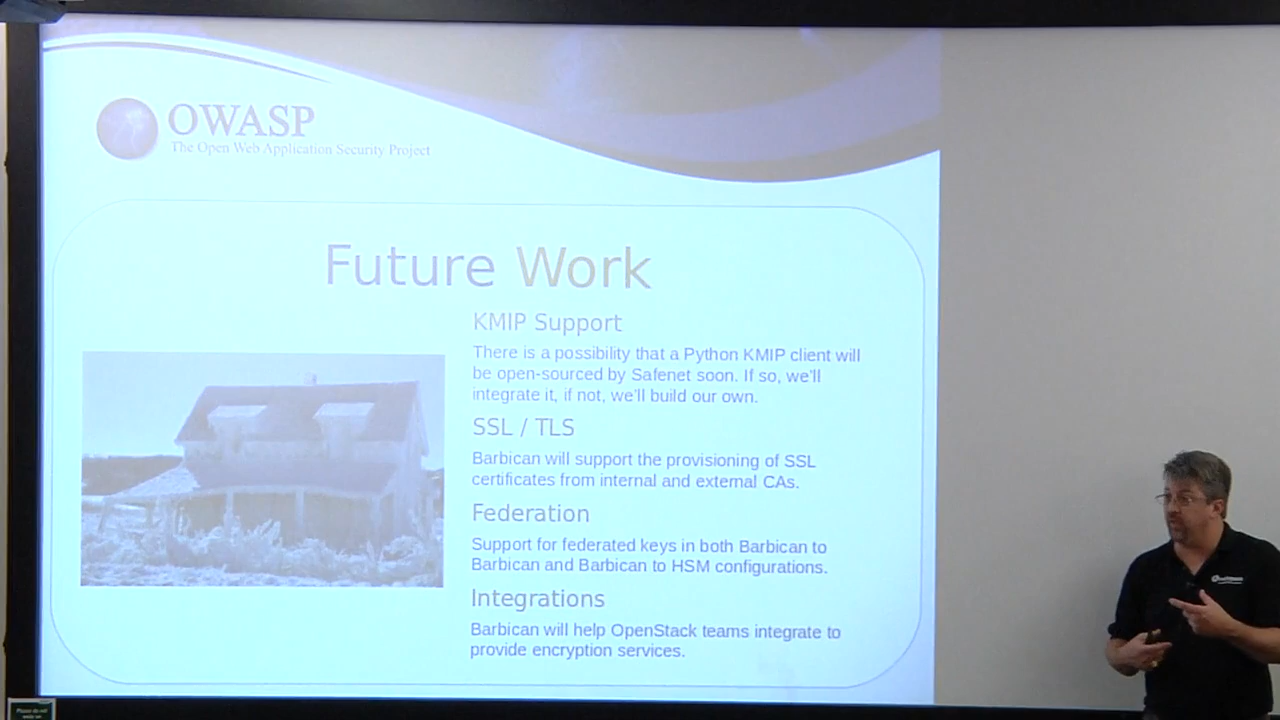 OWASP
The Open Web Application Security Project
Future Work
KMIP Support
There is a possibility that a Python KMIP client will
be open-sourced by Safenet soon. If so, we'll
integrate it, if not, we'll build our own.
SSL / TLS
Barbican will support the provisioning of SSL
certificates from internal and external CAs.
Federation
Support for federated keys in both Barbican to
Barbican and Barbican to HSM configurations.
Integrations
Barbican will help OpenStack teams integrate to
provide encryption services.
Please do not